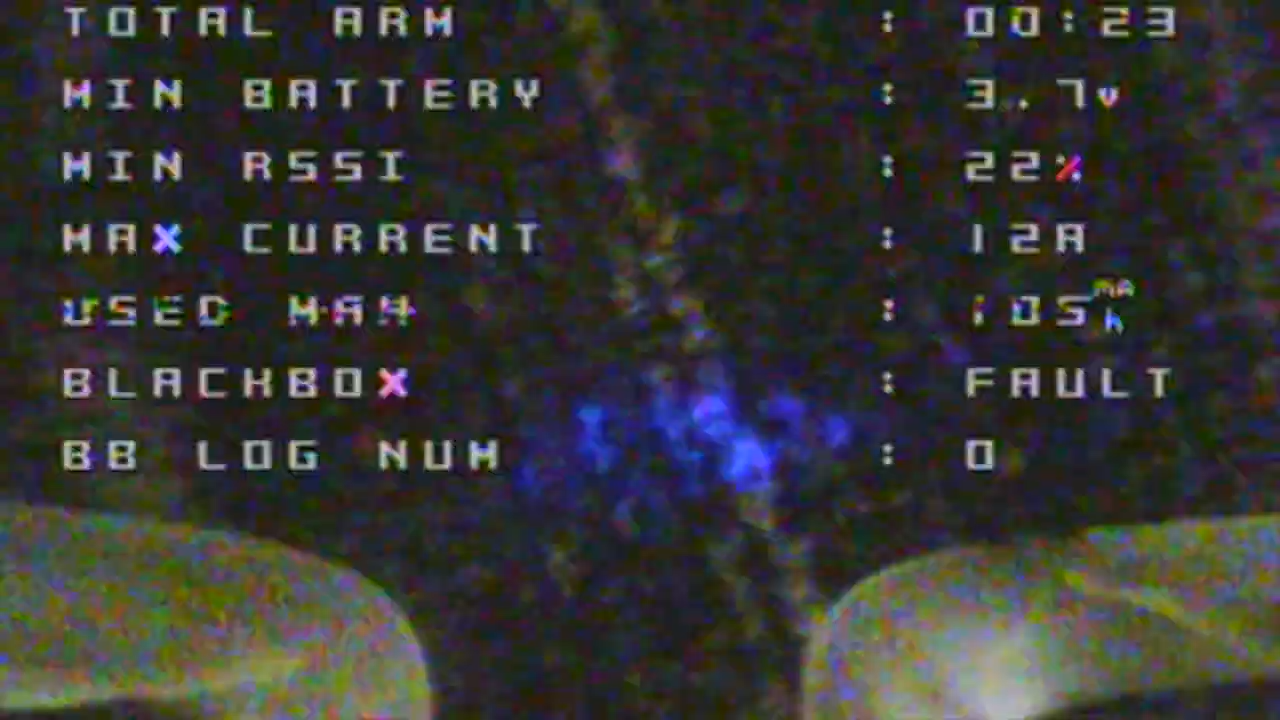 TOTAL ARM : 00:23
MIN BATTERY : 3.7V
MIN RSSI : 22%
MAX CURRENT : 12A
USED MAH : 105mAh
BLACKBOX : FAULT
BB LOG NUM : 0